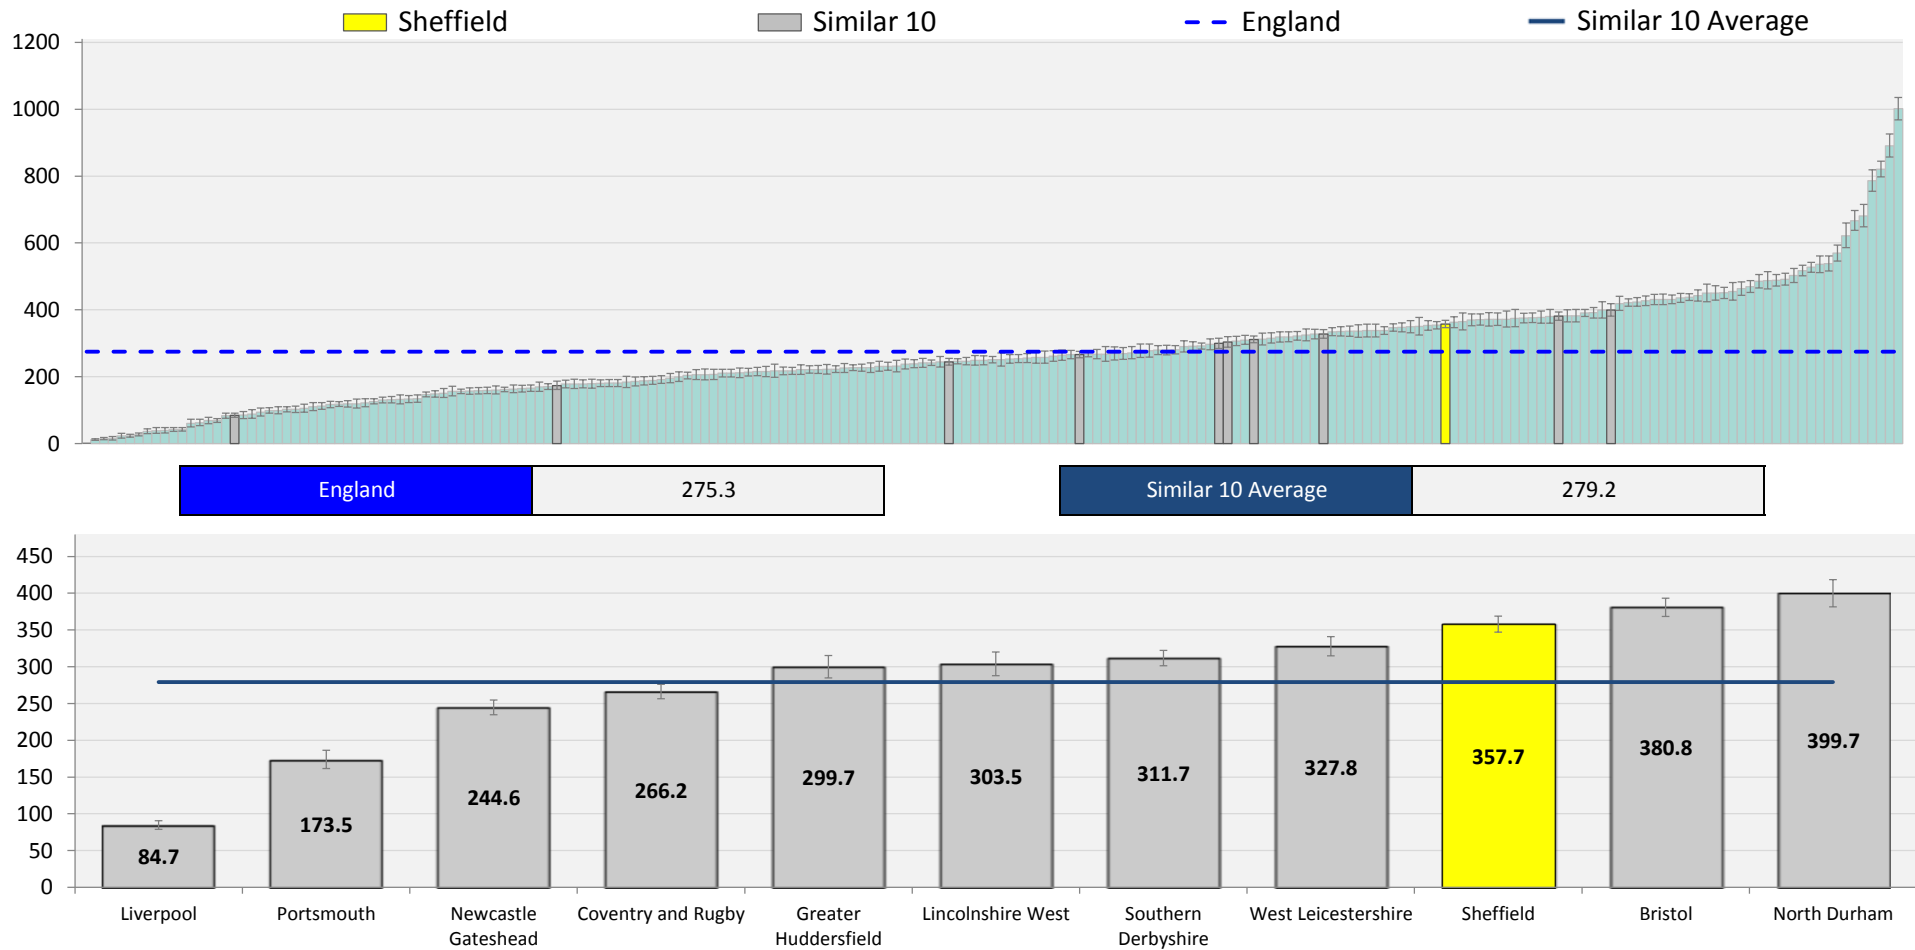 Sheffield
Similar 10
England
Similar 10 Average
1200
1000
800
600
400
200
0
England 275.3
Similar 10 Average 279.2
450
400
350
300
250
200
150
100
50
0
84.7
173.5
244.6
266.2
299.7
303.5
311.7
327.8
357.7
380.8
399.7
Liverpool
Portsmouth
Newcastle
Gateshead
Coventry and Rugby
Greater
Huddersfield
Lincolnshire West
Southern
Derbyshire
West Leicestershire
Sheffield
Bristol
North Durham